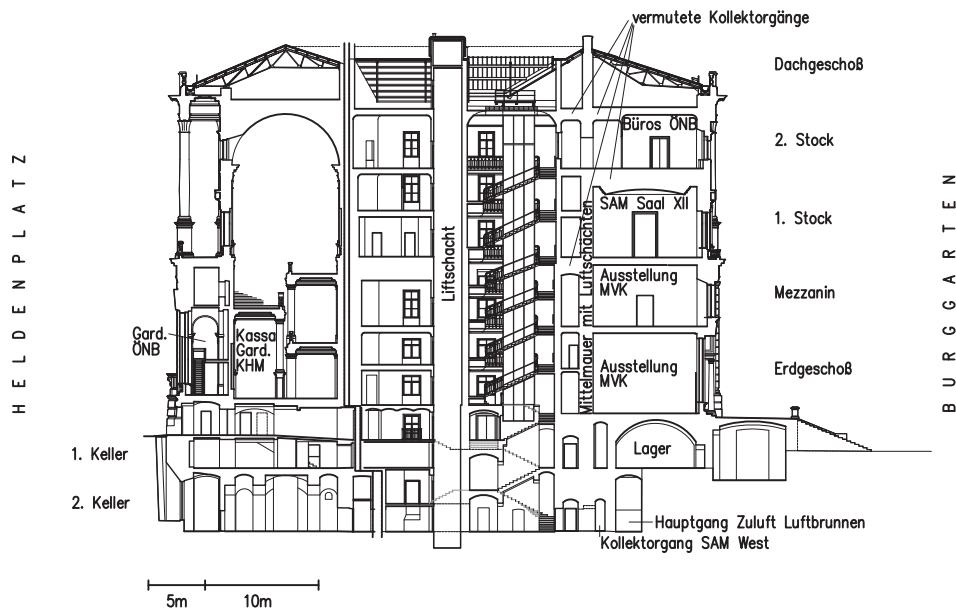 vermutete Kollektorgänge
Dachgeschoß
Büros ÖNB
2. Stock
HELDENPLATZ
BURGGARTEN
SAM Saal XII
1. Stock
Liftschacht
Mittelmauer mit Luftschächten
Ausstellung
MVK
Mezzanin
Gard.
ÖNB
Kassa
Gard.
KHM
Ausstellung
MVK
Erdgeschoß
1. Keller
Lager
2. Keller
Hauptgang Zuluft Luftbrunnen
Kollektorgang SAM West
5m 10m